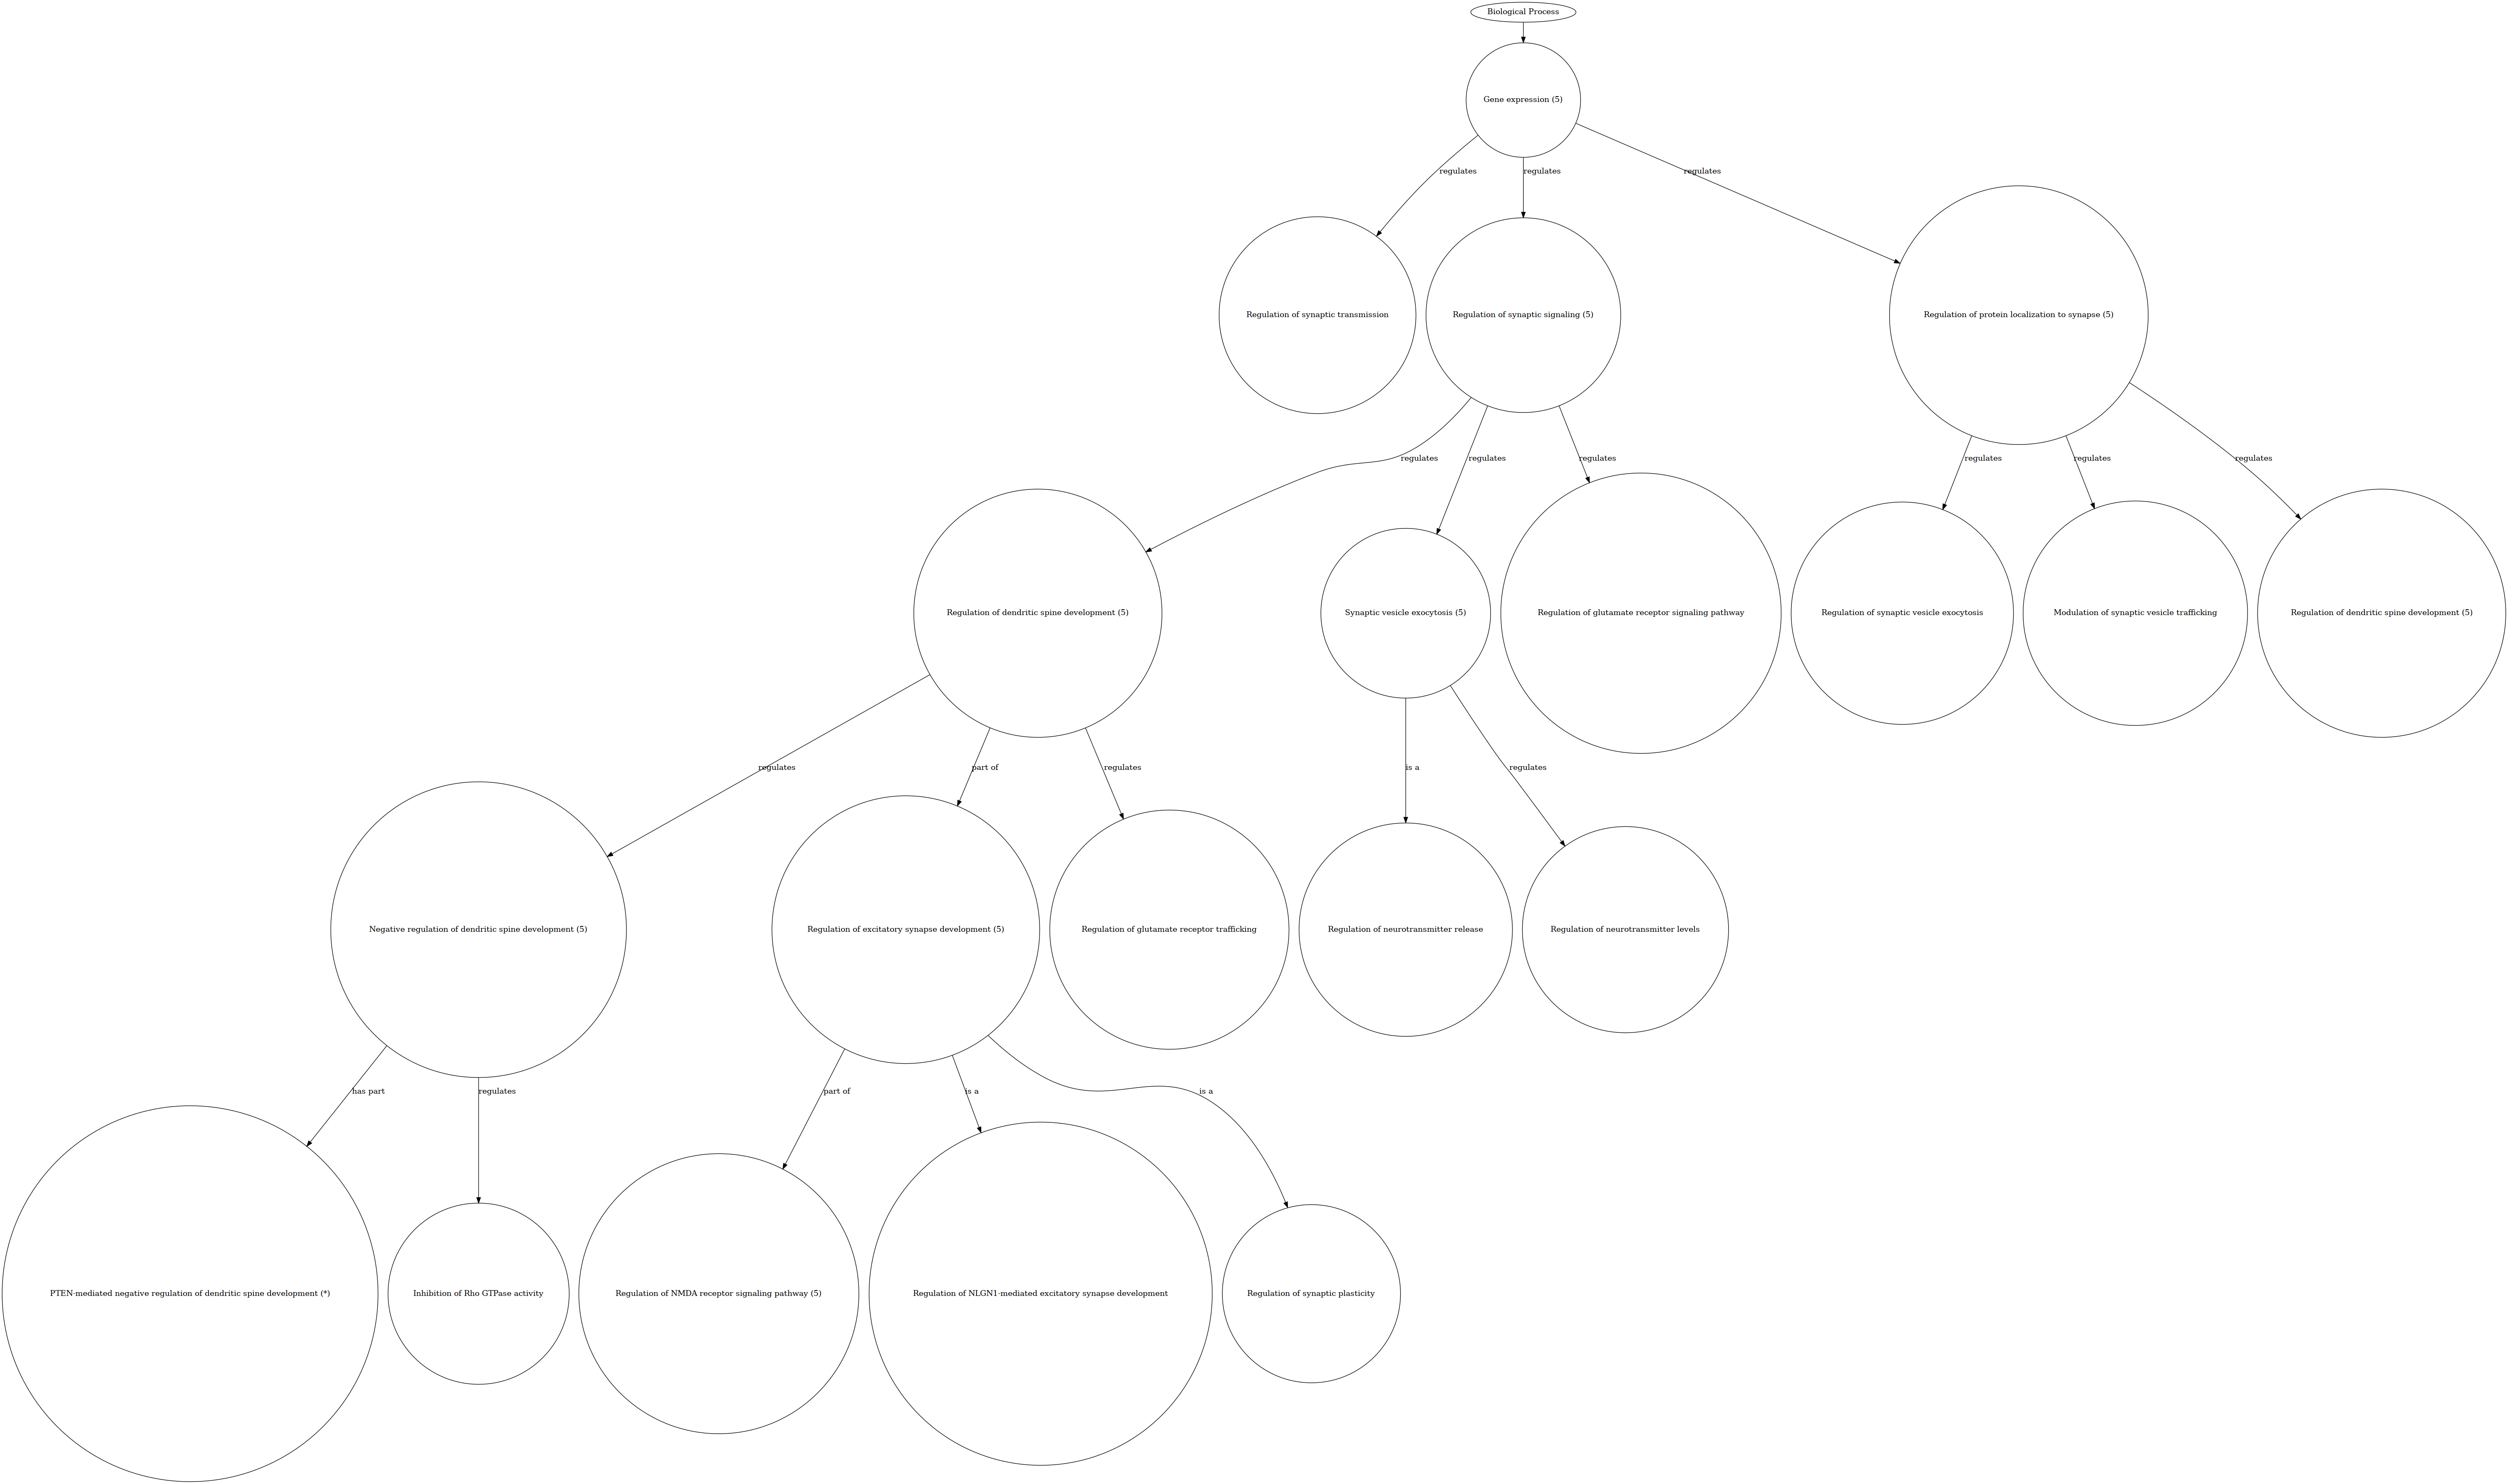 Biological Process
Gene expression (5)
regulates
regulates
regulates
Regulation of synaptic transmission
Regulation of synaptic signaling (5)
Regulation of protein localization to synapse (5)
regulates
regulates
regulates
regulates
regulates
regulates
Regulation of dendritic spine development (5)
Synaptic vesicle exocytosis (5)
Regulation of glutamate receptor signaling pathway
Regulation of synaptic vesicle exocytosis
Modulation of synaptic vesicle trafficking
Regulation of dendritic spine development (5)
regulates
part of
regulates
is a
regulates
Negative regulation of dendritic spine development (5)
Regulation of excitatory synapse development (5)
Regulation of glutamate receptor trafficking
Regulation of neurotransmitter release
Regulation of neurotransmitter levels
has part
regulates
part of
is a
is a
PTEN-mediated negative regulation of dendritic spine development (*)
Inhibition of Rho GTPase activity
Regulation of NMDA receptor signaling pathway (5)
Regulation of NLGN1-mediated excitatory synapse development
Regulation of synaptic plasticity